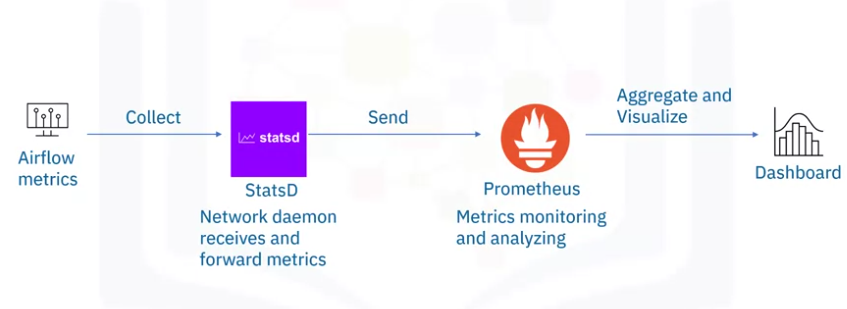 Airflow
metrics
Collect
statsd
StatsD
Network daemon
receives and
forward metrics
Send
Prometheus
Metrics monitoring
and analyzing
Aggregate and
Visualize
Dashboard